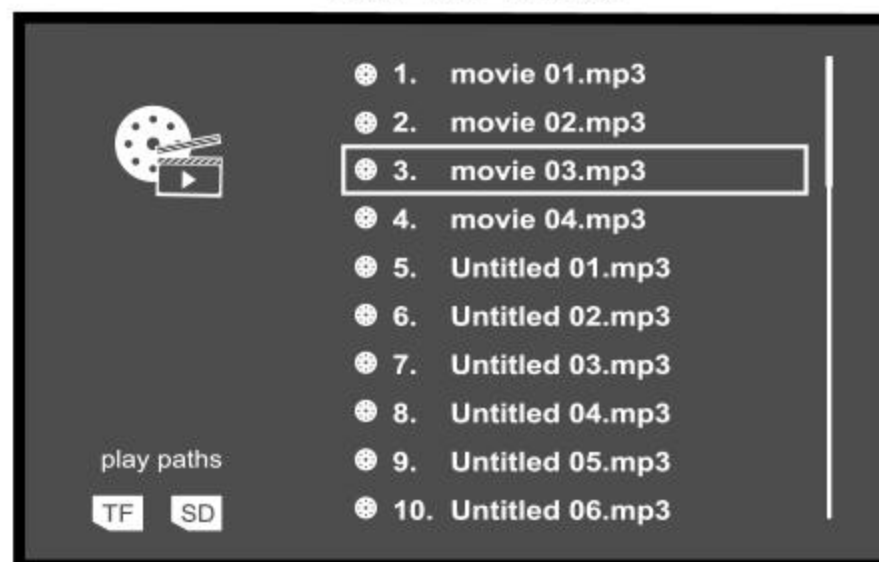 1. movie 01.mp3
2. movie 02.mp3
3. movie 03.mp3
4. movie 04.mp3
5. Untitled 01.mp3
6. Untitled 02.mp3
7. Untitled 03.mp3
8. Untitled 04.mp3
9. Untitled 05.mp3
10. Untitled 06.mp3
play paths
TF SD